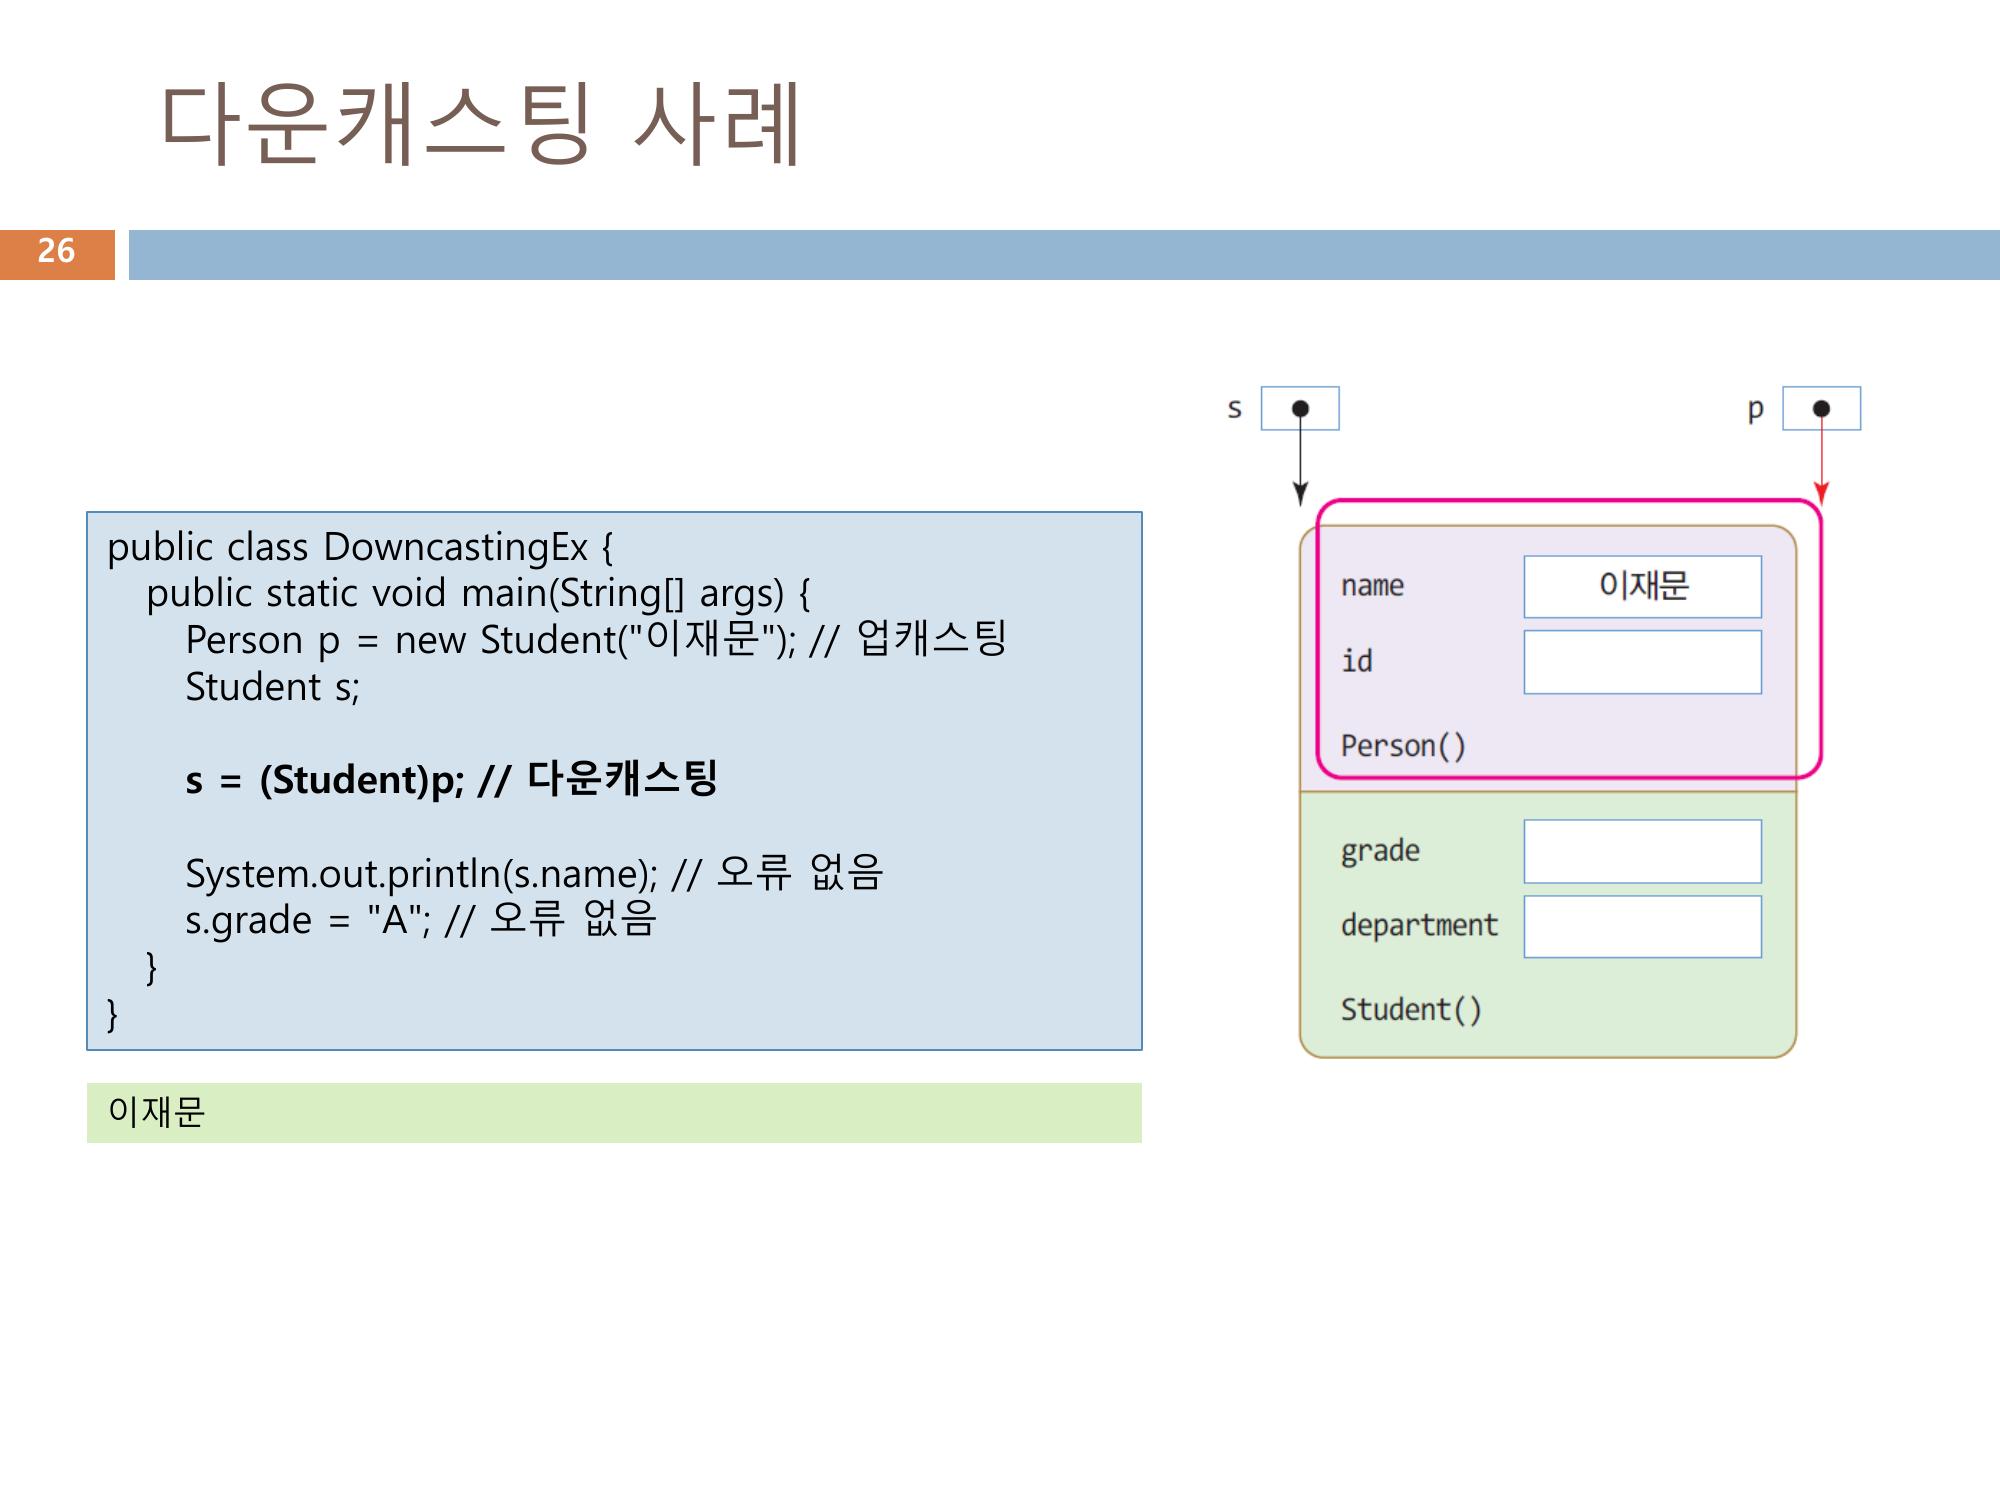 다운캐스팅 사례
26
public class DowncastingEx {
public static void main(String[] args) {
Person p = new Student("이재문"); // 업캐스팅
Student s;
s = (Student)p; // 다운캐스팅
System.out.println(s.name); // 오류 없음
s.grade = "A"; // 오류 없음
}
}
이재문
s
p
name 이재문
id
Person()
grade
department
Student()